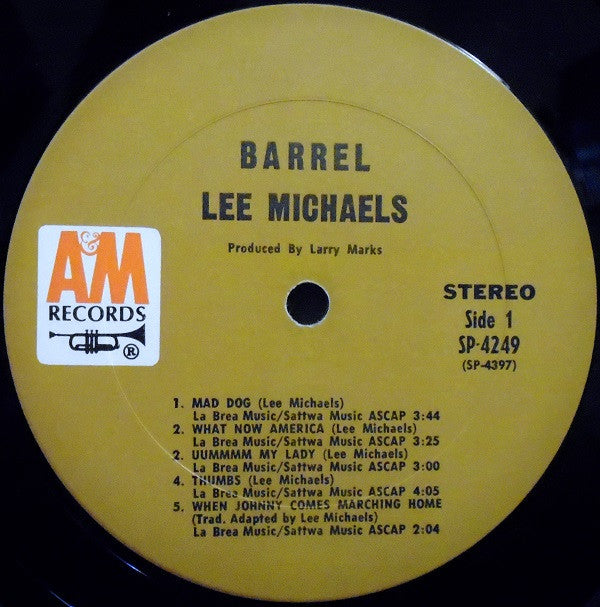 BARREL
LEE MICHAELS
Produced By Larry Marks
A&M
RECORDS
®
STEREO
Side 1
SP-4249
(SP-4397)
1. MAD DOG (Lee Michaels)
La Brea Music/Sattwa Music ASCAP 3:44
2. WHAT NOW AMERICA (Lee Michaels)
La Brea Music/Sattwa Music ASCAP 3:25
2. UUMMMM MY LADY (Lee Michaels)
La Brea Music/Sattwa Music ASCAP 3:00
4. THUMBS (Lee Michaels)
La Brea Music/Sattwa Music ASCAP 4:05
5. WHEN JOHNNY COMES MARCHING HOME
(Trad. Adapted by Lee Michaels)
La Brea Music/Sattwa Music ASCAP 2:04